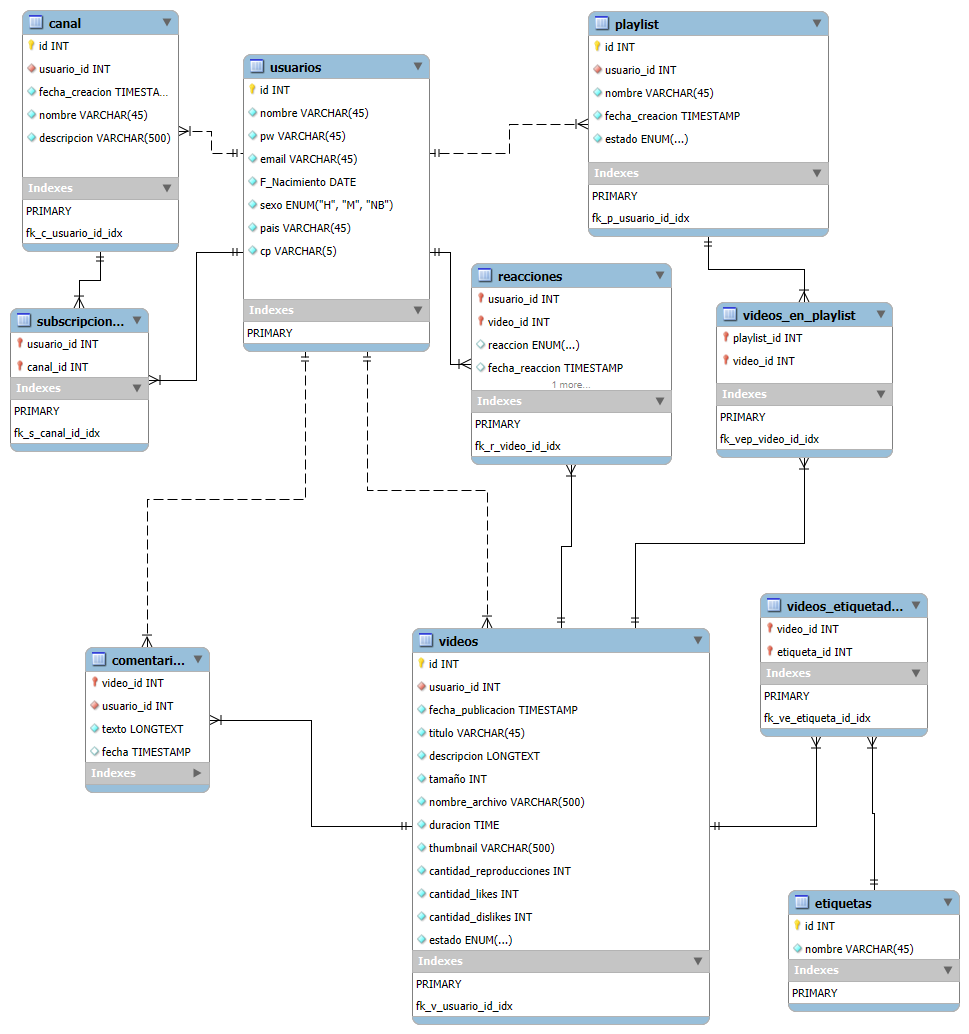 canal
id INT
usuario_id INT
fecha_creacion TIMESTA...
nombre VARCHAR(45)
descripcion VARCHAR(500)
Indexes
PRIMARY
fk_c_usuario_id_idx
usuarios
id INT
nombre VARCHAR(45)
pw VARCHAR(45)
email VARCHAR(45)
F_Nacimiento DATE
sexo ENUM("H", "M", "NB")
pais VARCHAR(45)
cp VARCHAR(5)
Indexes
PRIMARY
playlist
id INT
usuario_id INT
nombre VARCHAR(45)
fecha_creacion TIMESTAMP
estado ENUM(...)
Indexes
PRIMARY
fk_p_usuario_id_idx
subscripcion...
usuario_id INT
canal_id INT
Indexes
PRIMARY
fk_s_canal_id_idx
reacciones
usuario_id INT
video_id INT
reaccion ENUM(...)
fecha_reaccion TIMESTAMP
1 more...
Indexes
PRIMARY
fk_r_video_id_idx
videos_en_playlist
playlist_id INT
video_id INT
Indexes
PRIMARY
fk_vep_video_id_idx
comentari...
video_id INT
usuario_id INT
texto LONGTEXT
fecha TIMESTAMP
Indexes
videos
id INT
usuario_id INT
fecha_publicacion TIMESTAMP
titulo VARCHAR(45)
descripcion LONGTEXT
tamaño INT
nombre_archivo VARCHAR(500)
duracion TIME
thumbnail VARCHAR(500)
cantidad_reproducciones INT
cantidad_likes INT
cantidad_dislikes INT
estado ENUM(...)
Indexes
PRIMARY
fk_v_usuario_id_idx
videos_etiquetad...
video_id INT
etiqueta_id INT
Indexes
PRIMARY
fk_ve_etiqueta_id_idx
etiquetas
id INT
nombre VARCHAR(45)
Indexes
PRIMARY